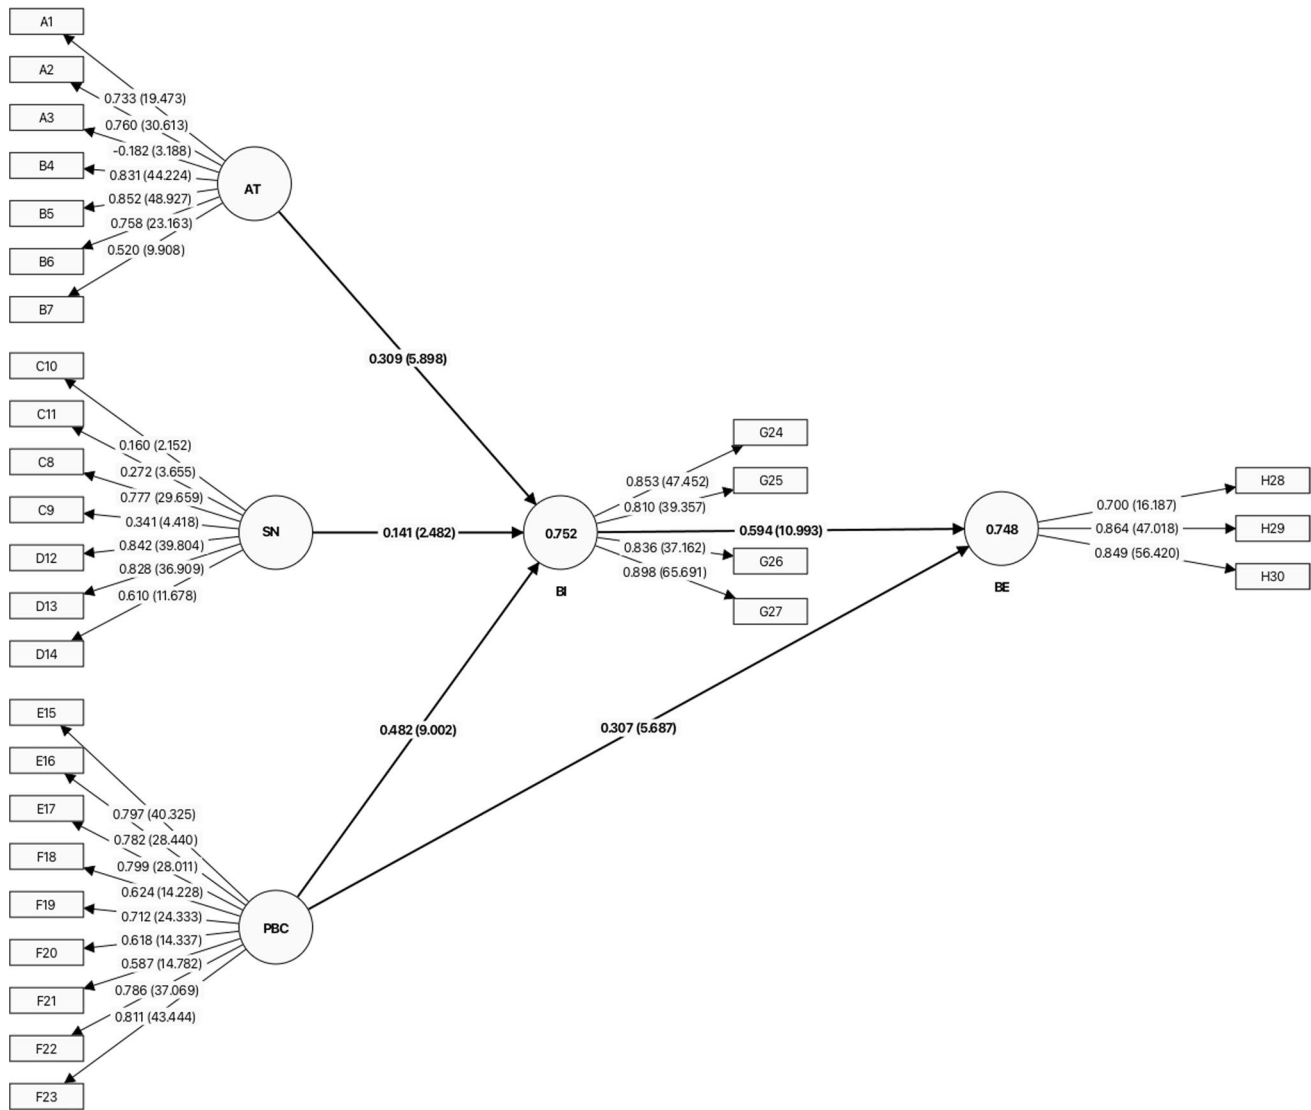 A1
A2
A3
B4
B5
B6
B7
0.733 (19.473)
0.760 (30.613)
-0.182 (3.188)
0.831 (44.224)
0.852 (48.927)
0.758 (23.163)
0.520 (9.908)
AT
0.309 (5.898)
C10
C11
C8
C9
D12
D13
D14
0.160 (2.152)
0.272 (3.655)
0.777 (29.659)
0.341 (4.418)
0.842 (39.804)
0.828 (36.909)
0.610 (11.678)
SN
0.141 (2.482)
0.752
BI
G24
G25
G26
G27
0.853 (47.452)
0.810 (39.357)
0.594 (10.993)
0.836 (37.162)
0.898 (65.691)
0.748
BE
0.700 (16.187)
0.864 (47.018)
0.849 (56.420)
H28
H29
H30
E15
E16
E17
F18
F19
F20
F21
F22
F23
0.797 (40.325)
0.782 (28.440)
0.799 (28.011)
0.624 (14.228)
0.712 (24.333)
0.618 (14.337)
0.587 (14.782)
0.786 (37.069)
0.811 (43.444)
PBC
0.482 (9.002)
0.307 (5.687)